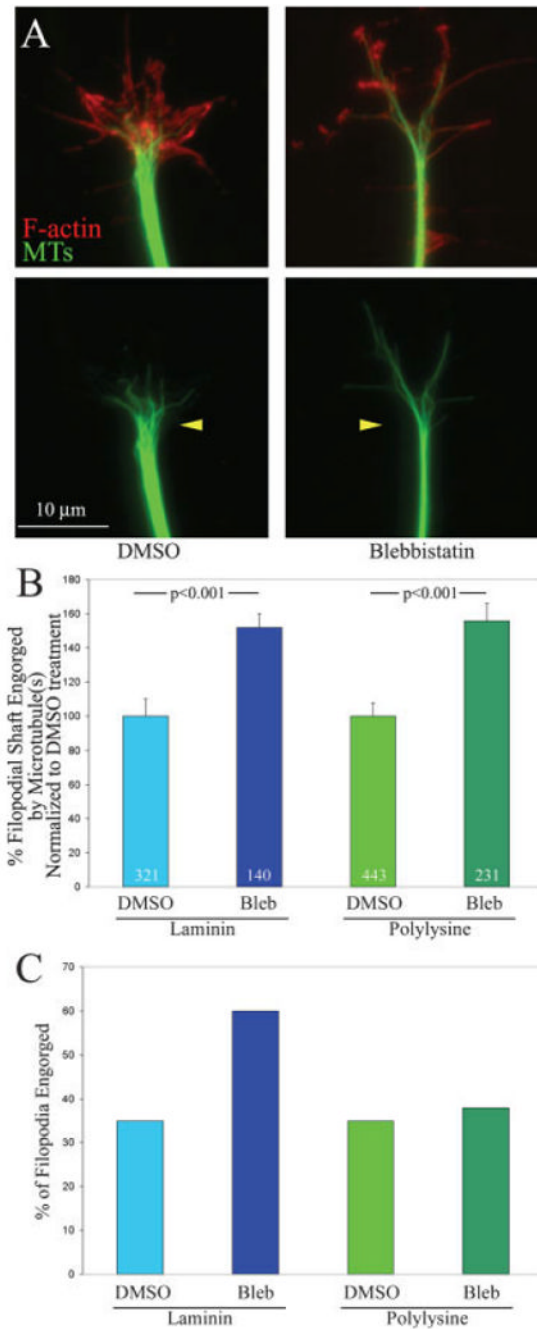 A
F-actin
MTs
10 µm
DMSO
Blebbistatin
B
% Filopodial Shaft Engorged
by Microtubule(s)
Normalized to DMSO treatment
180
160
140
120
100
80
60
40
20
0
p<0.001
p<0.001
321
140
443
231
DMSO
Bleb
DMSO
Bleb
Laminin
Polylysine
C
% of Filopodia Engorged
70
60
50
40
30
20
10
0
DMSO
Bleb
DMSO
Bleb
Laminin
Polylysine